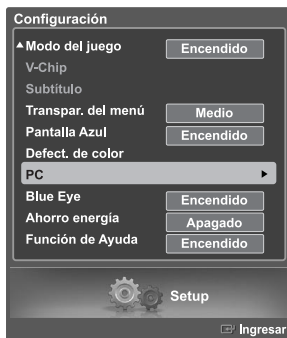 Configuración
Modo del juego Encendido
V-Chip
Subtítulo
Transpar. del menú Medio
Pantalla Azul Encendido
Defect. de color
PC
Blue Eye Encendido
Ahorro energía Apagado
Función de Ayuda Encendido
Setup
Ingresar